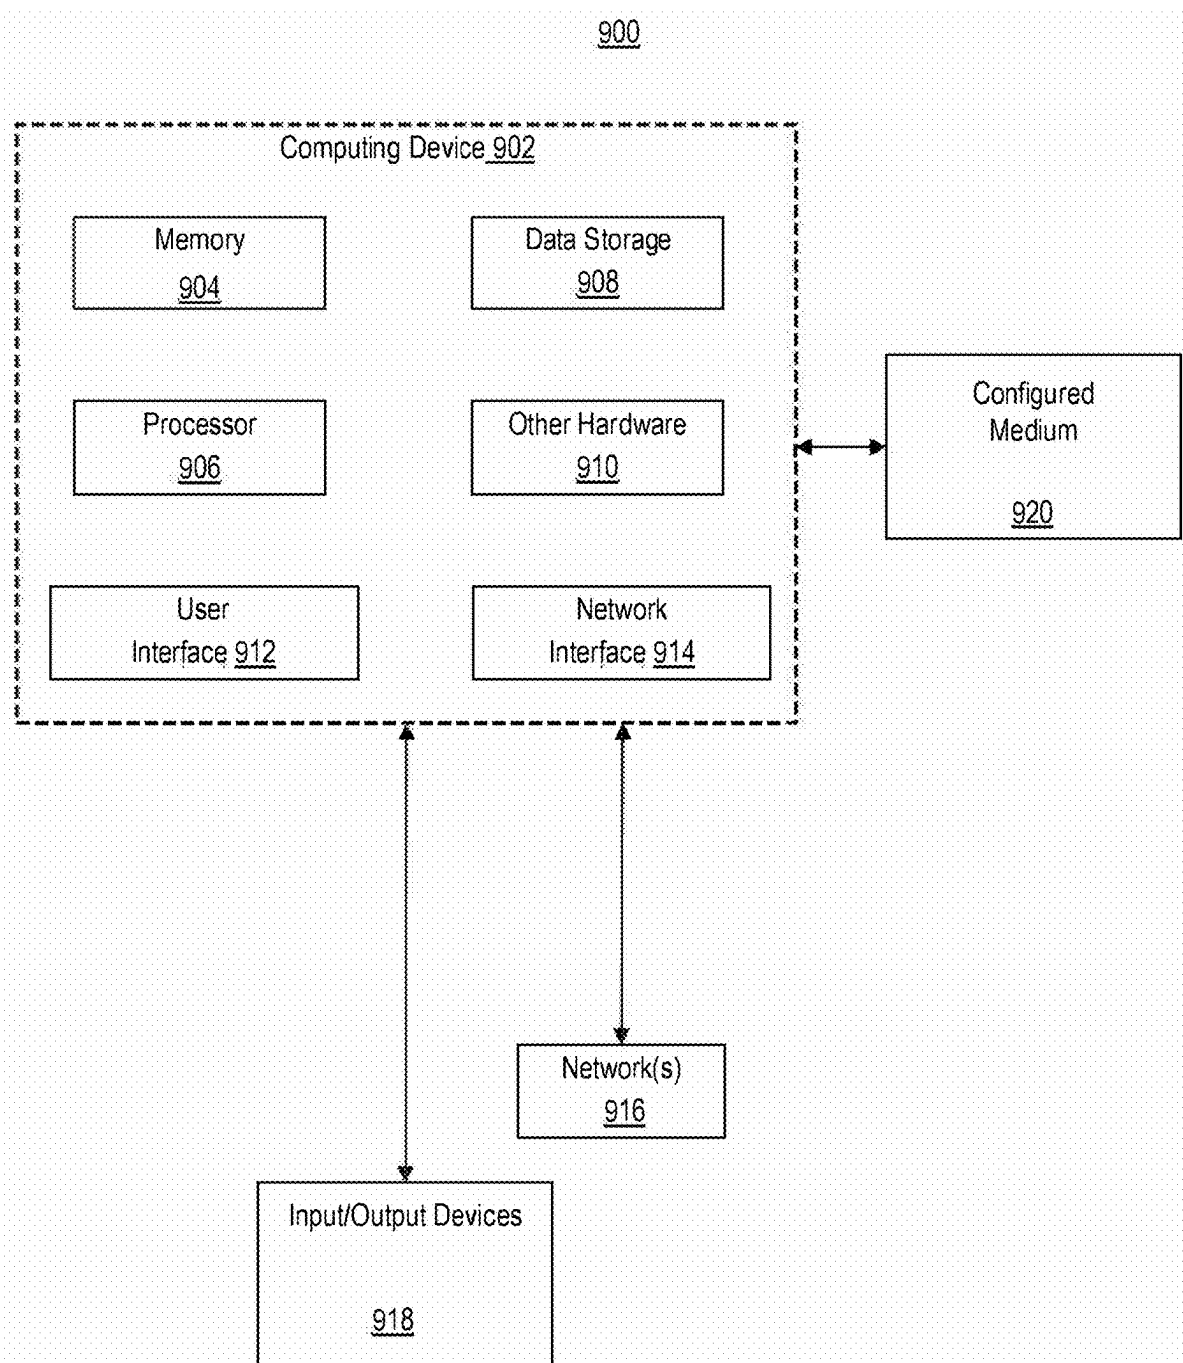 900
Computing Device 902
Memory
904
Data Storage
908
Processor
906
Other Hardware
910
Configured
Medium
920
User
Interface 912
Network
Interface 914
Network(s)
916
Input/Output Devices
918